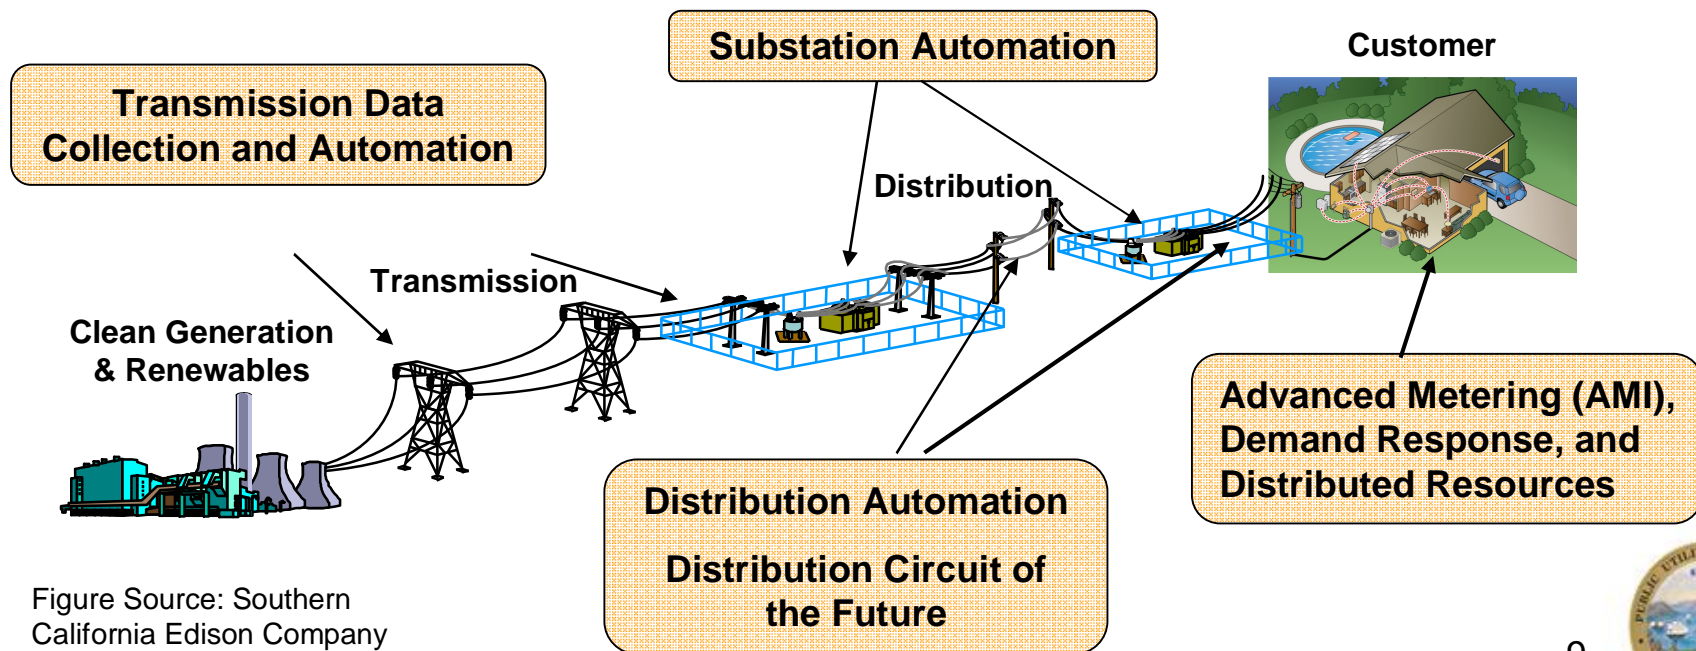 Substation Automation
Customer
Transmission Data
Collection and Automation
Distribution
Transmission
Clean Generation
& Renewables
Advanced Metering (AMI),
Demand Response, and
Distributed Resources
Distribution Automation
Distribution Circuit of
the Future
Figure Source: Southern
California Edison Company
PUBLIC